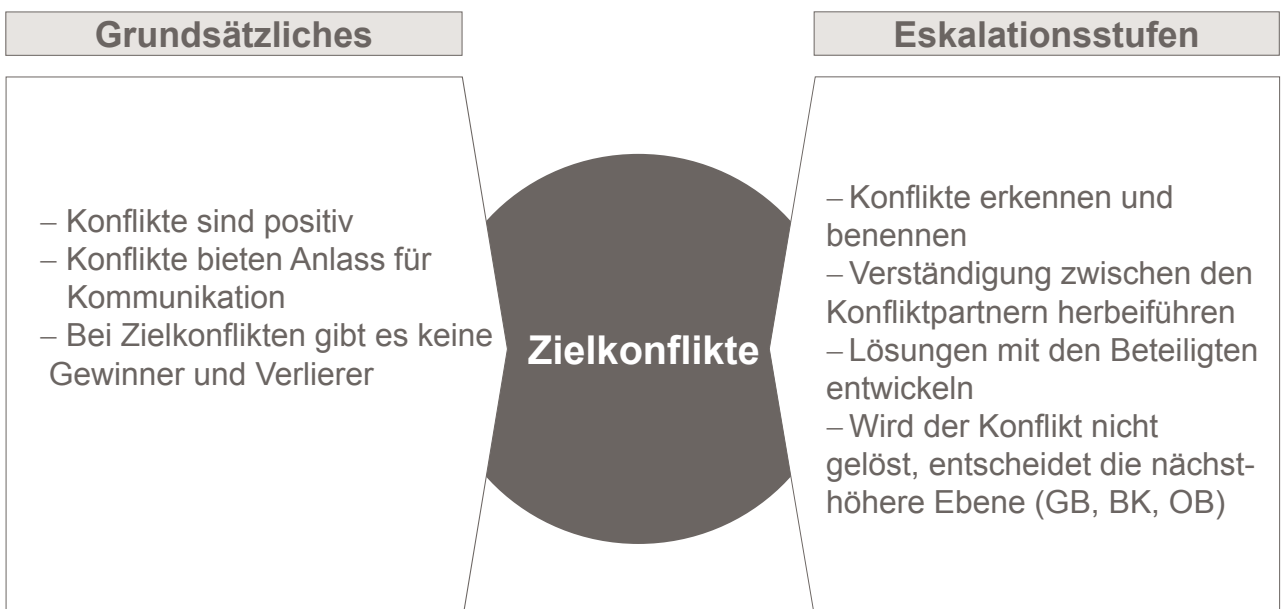 Grundsätzliches
– Konflikte sind positiv
– Konflikte bieten Anlass für
Kommunikation
– Bei Zielkonflikten gibt es keine
Gewinner und Verlierer
Zielkonflikte
Eskalationsstufen
– Konflikte erkennen und
benennen
– Verständigung zwischen den
Konfliktpartnern herbeiführen
– Lösungen mit den Beteiligten
entwickeln
– Wird der Konflikt nicht
gelöst, entscheidet die nächst-
höhere Ebene (GB, BK, OB)